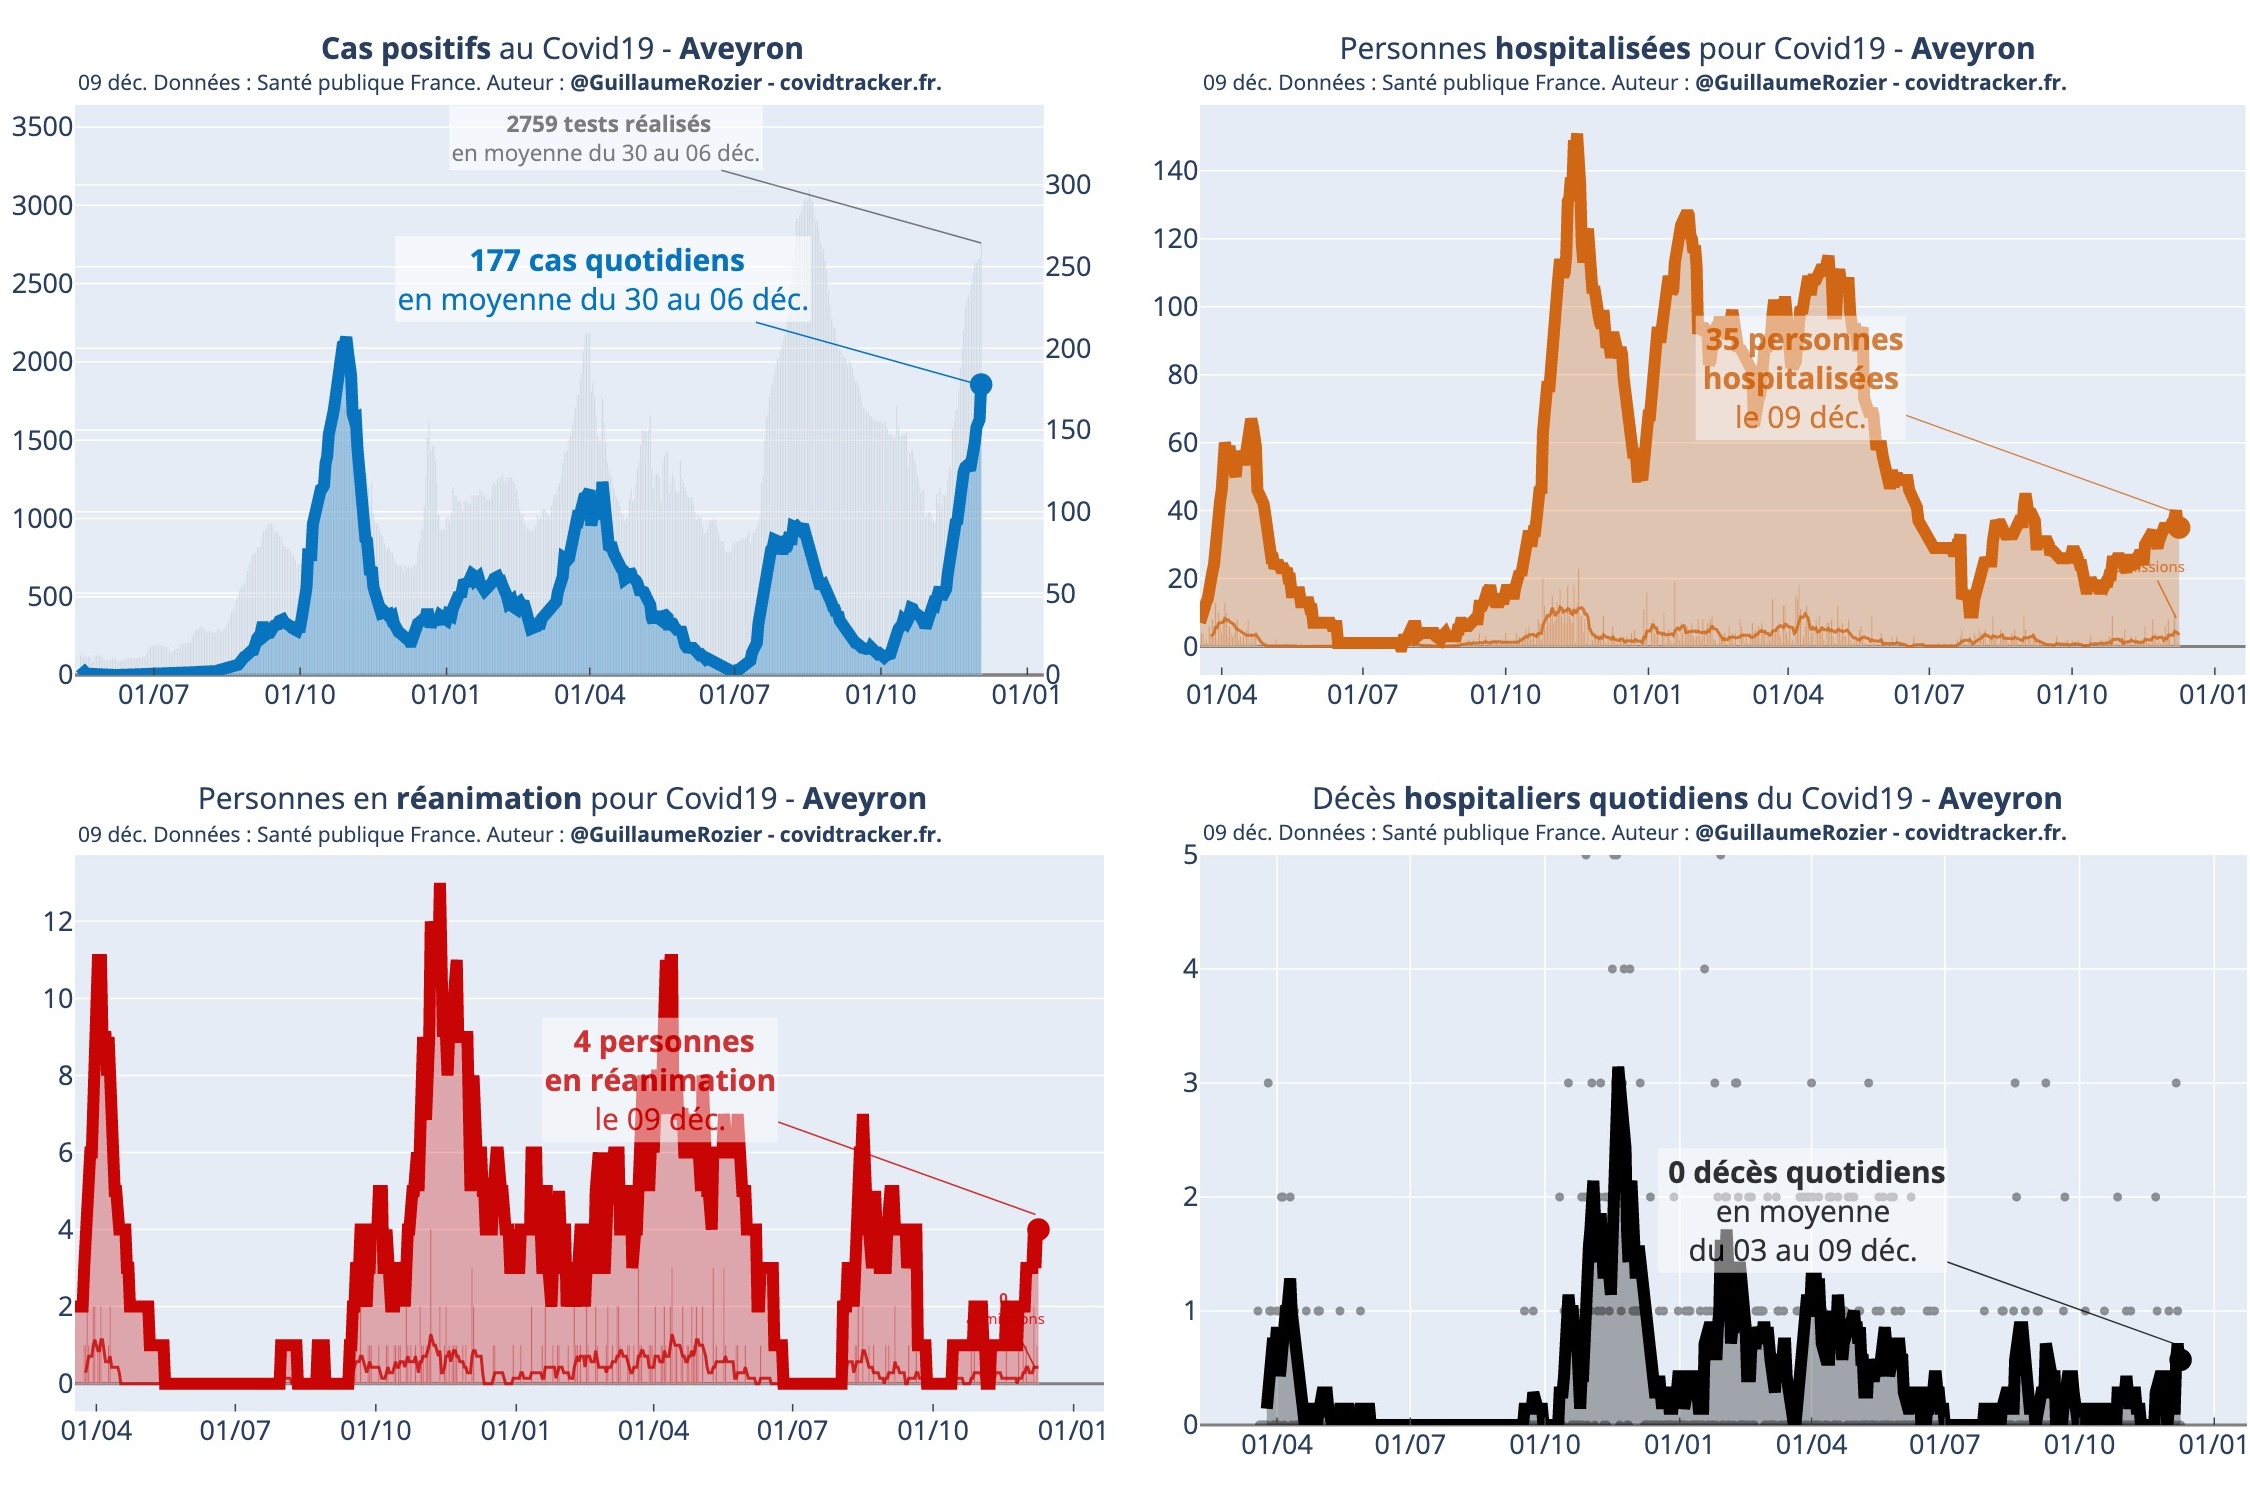 Cas positifs au Covid19 - Aveyron
09 déc. Données : Santé publique France. Auteur : @GuillaumeRozier - covidtracker.fr.
2759 tests réalisés
en moyenne du 30 au 06 déc.
177 cas quotidiens
en moyenne du 30 au 06 déc.
3500
3000
2500
2000
1500
1000
500
0
300
250
200
150
100
50
0
01/07 01/10 01/01 01/04 01/07 01/10 01/01
Personnes hospitalisées pour Covid19 - Aveyron
09 déc. Données : Santé publique France. Auteur : @GuillaumeRozier - covidtracker.fr.
140
120
100
80
60
40
20
0
35 personnes
hospitalisées
le 09 déc.
01/04 01/07 01/10 01/01 01/04 01/07 01/10 01/01
Personnes en réanimation pour Covid19 - Aveyron
09 déc. Données : Santé publique France. Auteur : @GuillaumeRozier - covidtracker.fr.
12
10
8
6
4
2
0
4 personnes
en réanimation
le 09 déc.
0
01/04 01/07 01/10 01/01 01/04 01/07 01/10 01/01
Décès hospitaliers quotidiens du Covid19 - Aveyron
09 déc. Données : Santé publique France. Auteur : @GuillaumeRozier - covidtracker.fr.
5
4
3
2
1
0
0 décès quotidiens
en moyenne
du 03 au 09 déc.
01/04 01/07 01/10 01/01 01/04 01/07 01/10 01/01